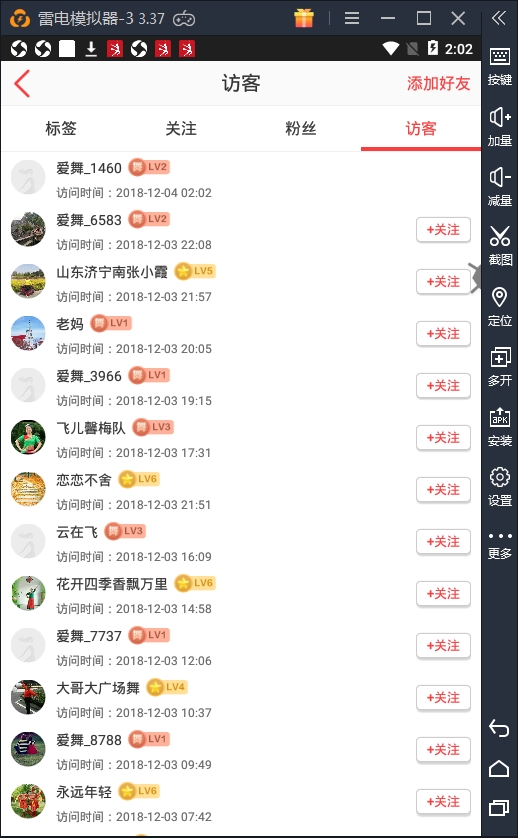 雷电模拟器-3 3.37
2:02
访客
添加好友
标签 关注 粉丝 访客
爱舞_1460 舞 LV2
访问时间：2018-12-04 02:02
爱舞_6583 舞 LV2
访问时间：2018-12-03 22:08
+关注
山东济宁南张小霞 LV5
访问时间：2018-12-03 21:57
+关注
老妈 舞 LV1
访问时间：2018-12-03 20:05
+关注
爱舞_3966 舞 LV1
访问时间：2018-12-03 19:15
+关注
飞儿馨梅队 舞 LV3
访问时间：2018-12-03 17:31
+关注
恋恋不舍 LV6
访问时间：2018-12-03 21:51
+关注
云在飞 舞 LV3
访问时间：2018-12-03 16:09
+关注
花开四季香飘万里 LV6
访问时间：2018-12-03 14:58
+关注
爱舞_7737 舞 LV1
访问时间：2018-12-03 12:06
+关注
大哥大广场舞 LV4
访问时间：2018-12-03 10:37
+关注
爱舞_8788 舞 LV1
访问时间：2018-12-03 09:49
+关注
永远年轻 LV6
访问时间：2018-12-03 07:42
+关注
按键
加量
减量
截图
定位
多开
APK
安装
设置
更多